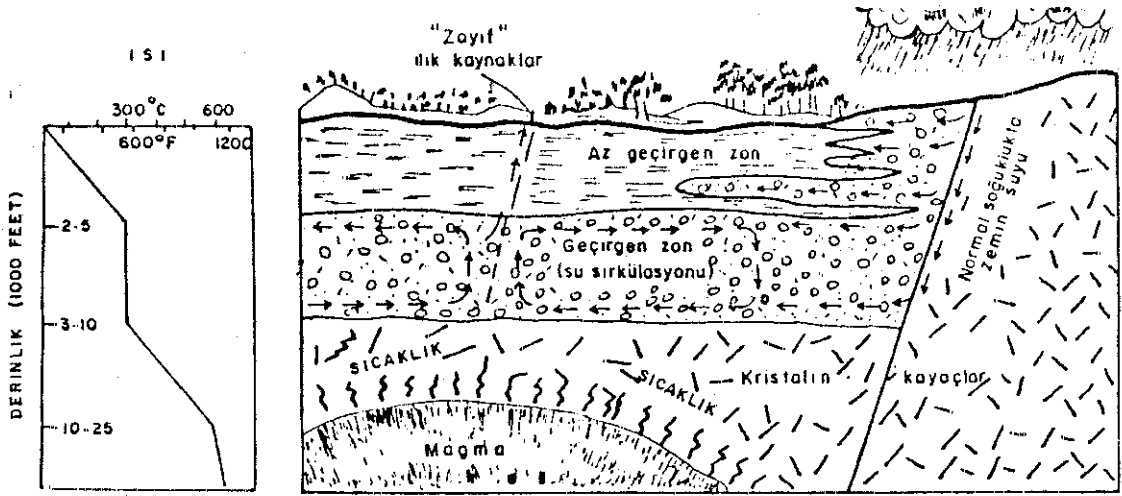 ISI
300°C 600
600°F 1200
DERINLIK (1000 FEET)
2-5
3-10
10-25
"Zayıf"
ılık kaynaklar
Az geçirgen zon
Geçirgen zon
(su sirkülasyonu)
Normal soğuklukta
zemin suyu
SICAKLIK
SICAKLIK
Kristalin kayaçlar
Magma